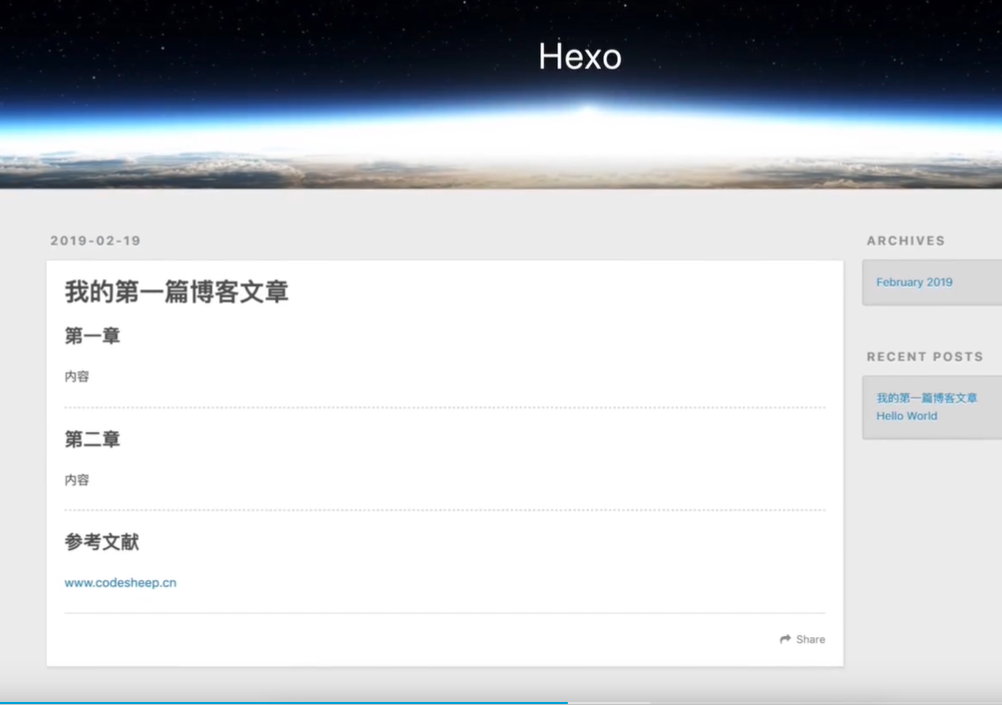 Hexo
2019-02-19
我的第一篇博客文章
第一章
内容
第二章
内容
参考文献
www.codesheep.cn
Share
ARCHIVES
February 2019
RECENT POSTS
我的第一篇博客文章
Hello World